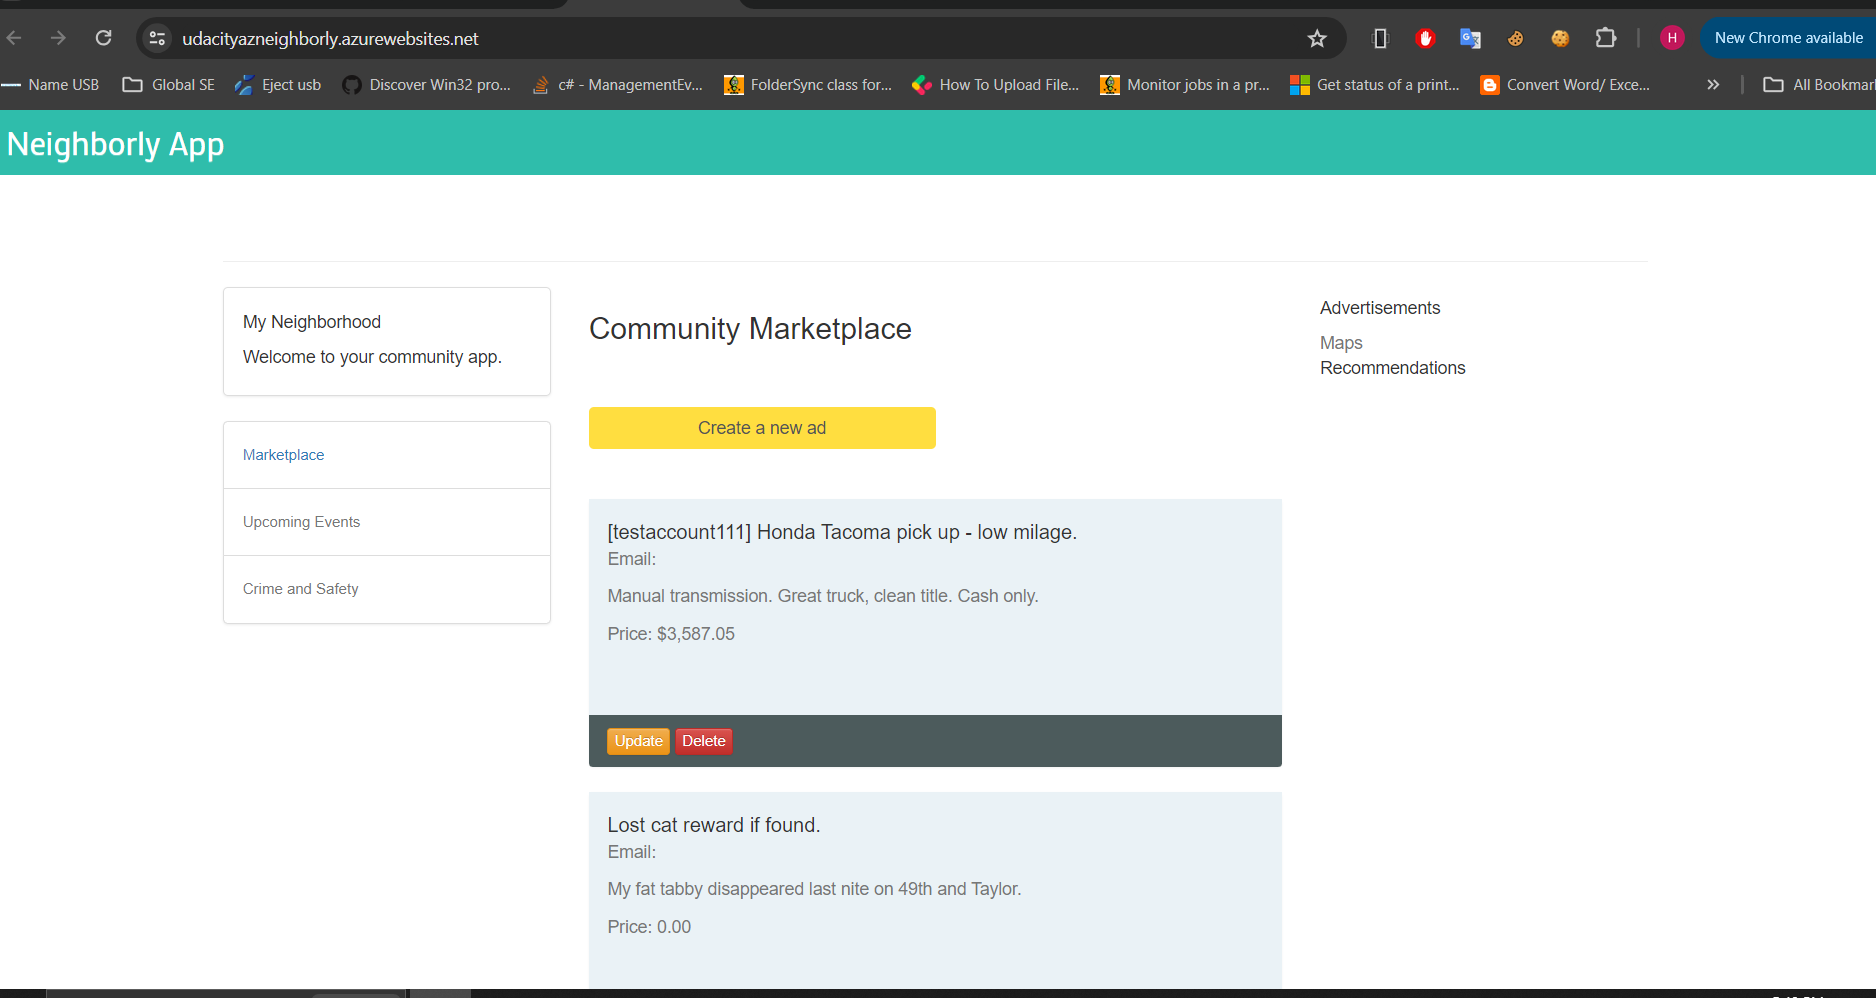 udacityazneighborly.azurewebsites.net
H
New Chrome available
Name USB
Global SE
Eject usb
Discover Win32 pro...
c# - ManagementEv...
FolderSync class for...
How To Upload File...
Monitor jobs in a pr...
Get status of a print...
Convert Word/ Exce...
All Bookmar
Neighborly App
My Neighborhood
Welcome to your community app.
Marketplace
Upcoming Events
Crime and Safety
Community Marketplace
Create a new ad
[testaccount111] Honda Tacoma pick up - low milage.
Email:
Manual transmission. Great truck, clean title. Cash only.
Price: $3,587.05
Update Delete
Lost cat reward if found.
Email:
My fat tabby disappeared last nite on 49th and Taylor.
Price: 0.00
Advertisements
Maps
Recommendations